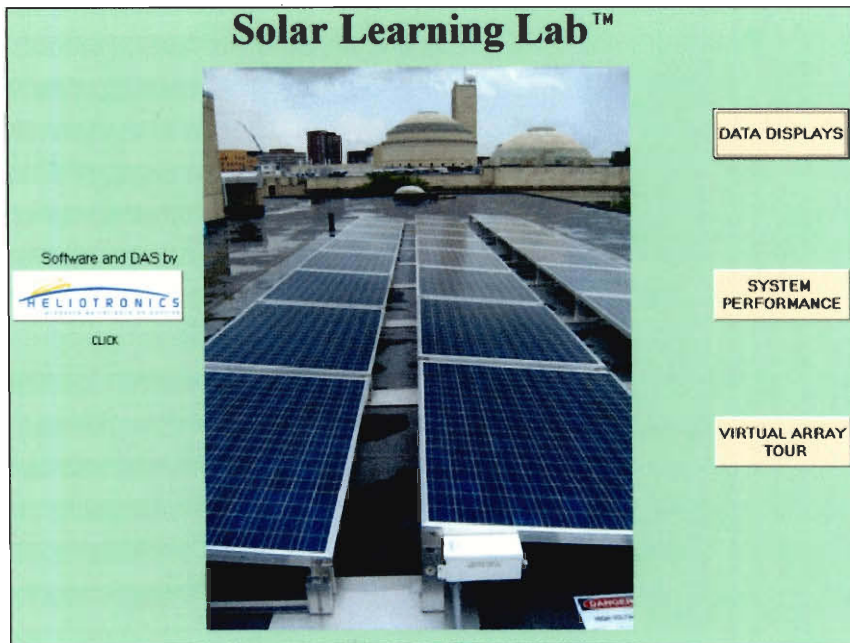 Solar Learning Lab™
DATA DISPLAYS
Software and DAS by
HELIOTRONICS
CLICK
SYSTEM
PERFORMANCE
VIRTUAL ARRAY
TOUR
DANGER